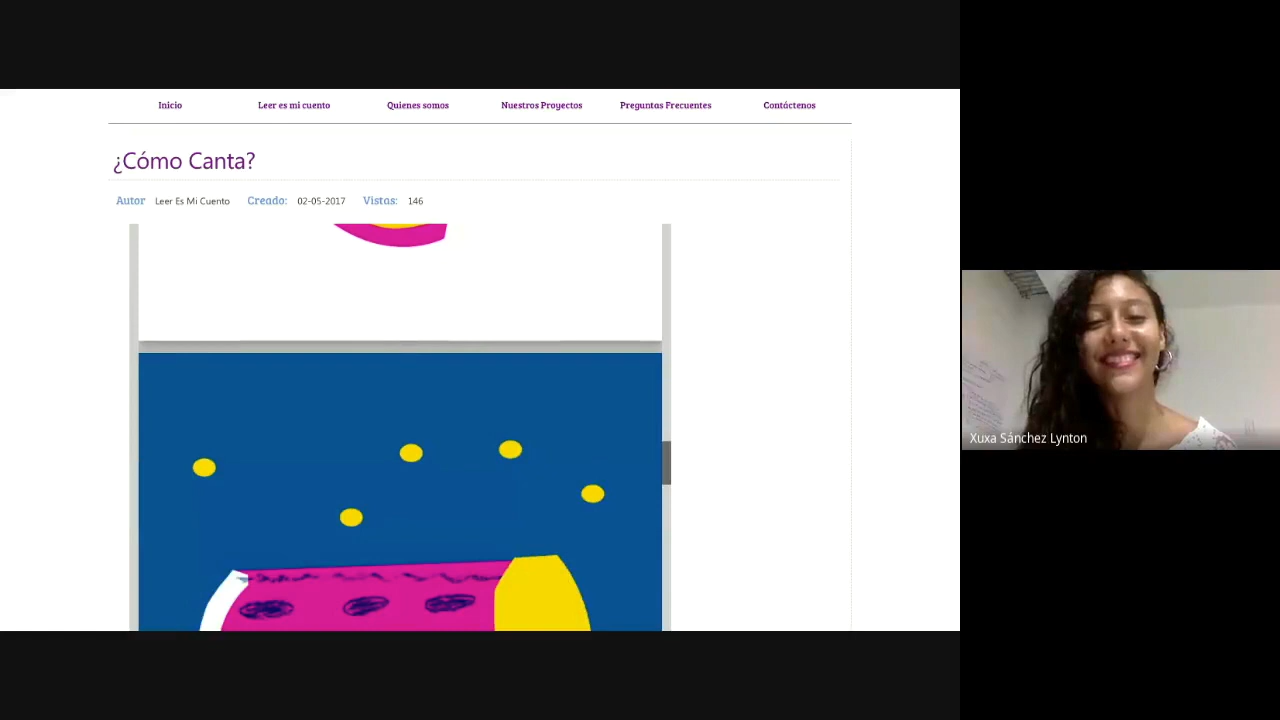 Inicio Leer es mi cuento Quienes somos Nuestros Proyectos Preguntas Frecuentes Contáctenos
¿Cómo Canta?
Autor Leer Es Mi Cuento Creado: 02-05-2017 Vistas: 146
Xuxa Sánchez Lynton